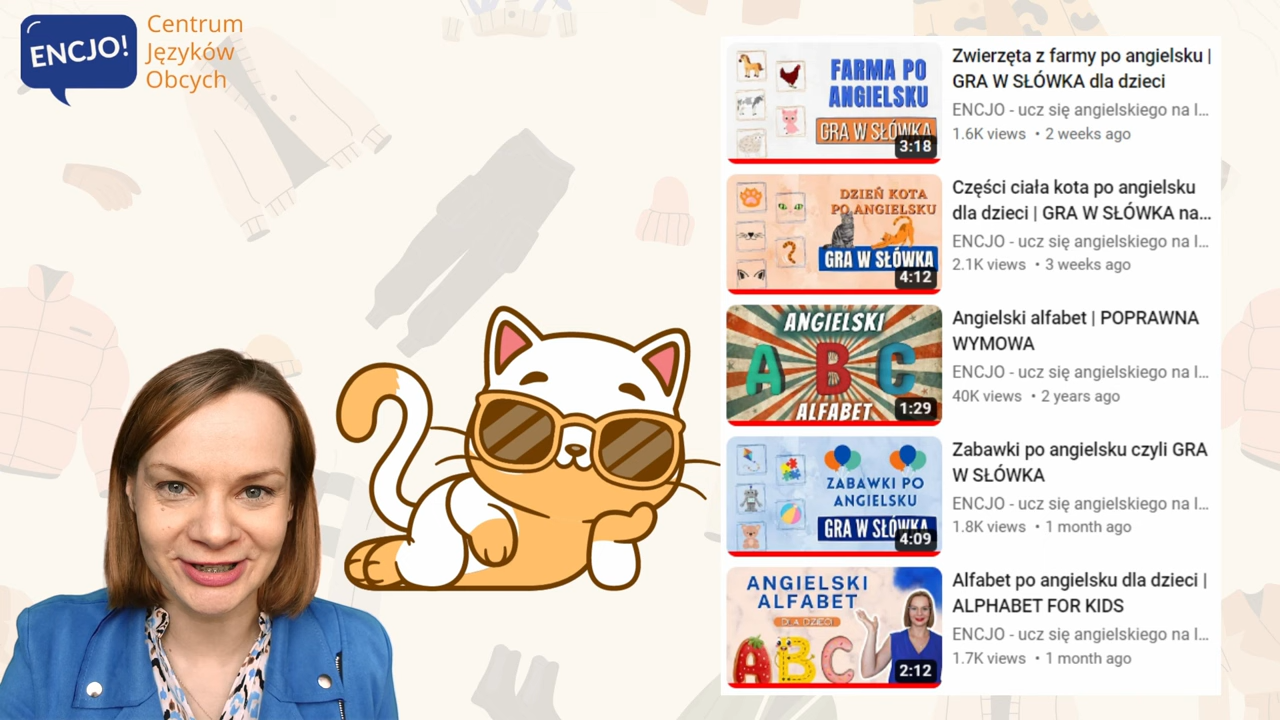 ENCJO!
Centrum
Języków
Obcych
FARMA PO
ANGIELSKU
GRA W SŁÓWKA
3:18
Zwierzęta z farmy po angielsku |
GRA W SŁÓWKA dla dzieci
ENCJO - ucz się angielskiego na l...
1.6K views • 2 weeks ago
DZIEŃ KOTA
PO ANGIELSKU
GRA W SŁÓWKA
4:12
Części ciała kota po angielsku
dla dzieci | GRA W SŁÓWKA na...
ENCJO - ucz się angielskiego na l...
2.1K views • 3 weeks ago
ANGIELSKI
A B C
ALFABET
1:29
Angielski alfabet | POPRAWNA
WYMOWA
ENCJO - ucz się angielskiego na l...
40K views • 2 years ago
ZABAWKI PO
ANGIELSKU
GRA W SŁÓWKA
4:09
Zabawki po angielsku czyli GRA
W SŁÓWKA
ENCJO - ucz się angielskiego na l...
1.8K views • 1 month ago
ANGIELSKI
ALFABET
DLA DZIECI
A B C
2:12
Alfabet po angielsku dla dzieci |
ALPHABET FOR KIDS
ENCJO - ucz się angielskiego na l...
1.7K views • 1 month ago